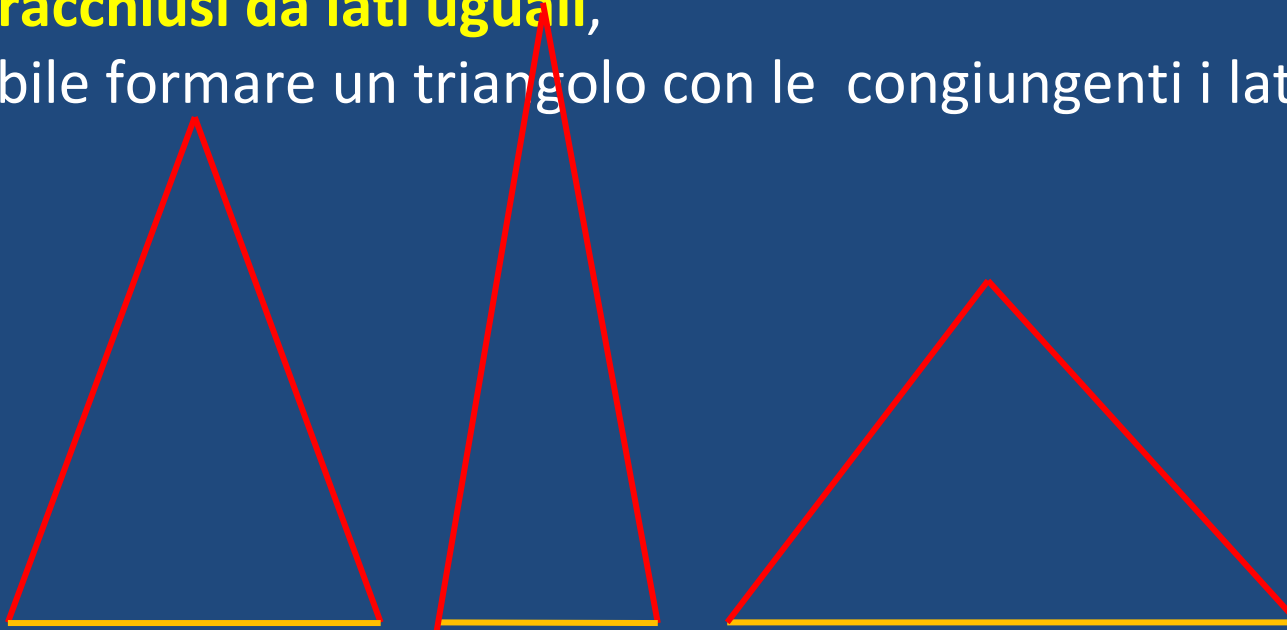 racchiusi da lati uguali,
bile formare un triangolo con le  congiungenti i lat